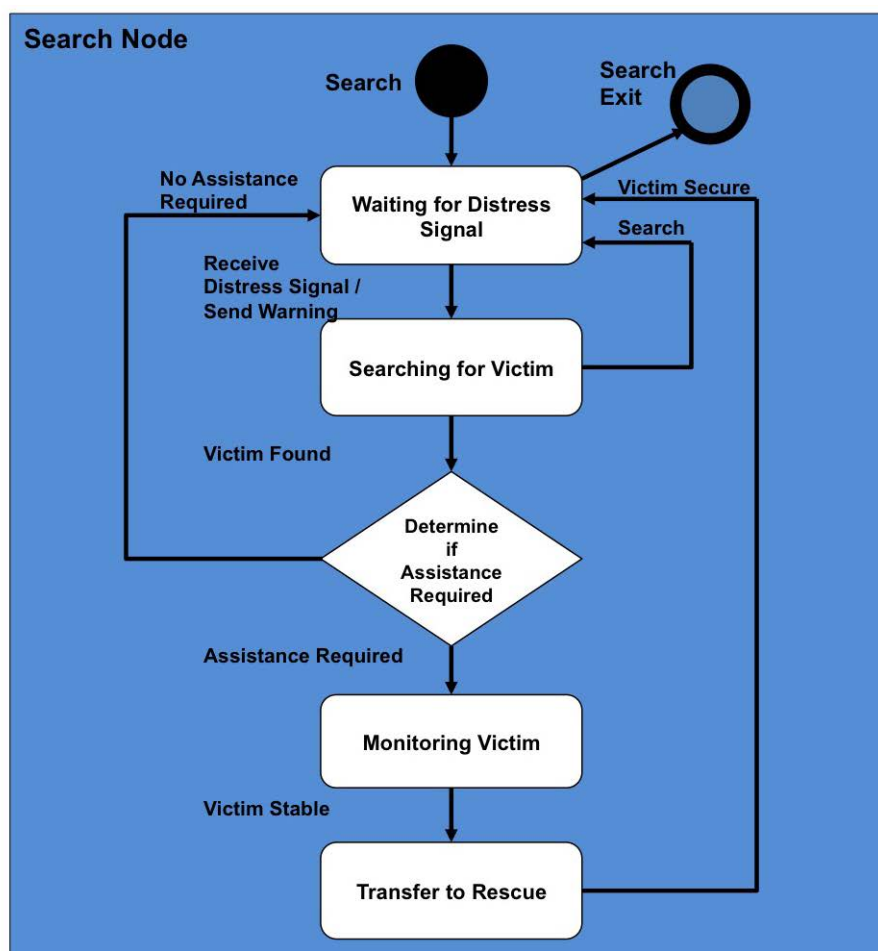 Search Node
Search
Search
Exit
No Assistance
Required
Victim Secure
Waiting for Distress
Signal
Search
Receive
Distress Signal /
Send Warning
Searching for Victim
Victim Found
Determine
if
Assistance
Required
Assistance Required
Monitoring Victim
Victim Stable
Transfer to Rescue